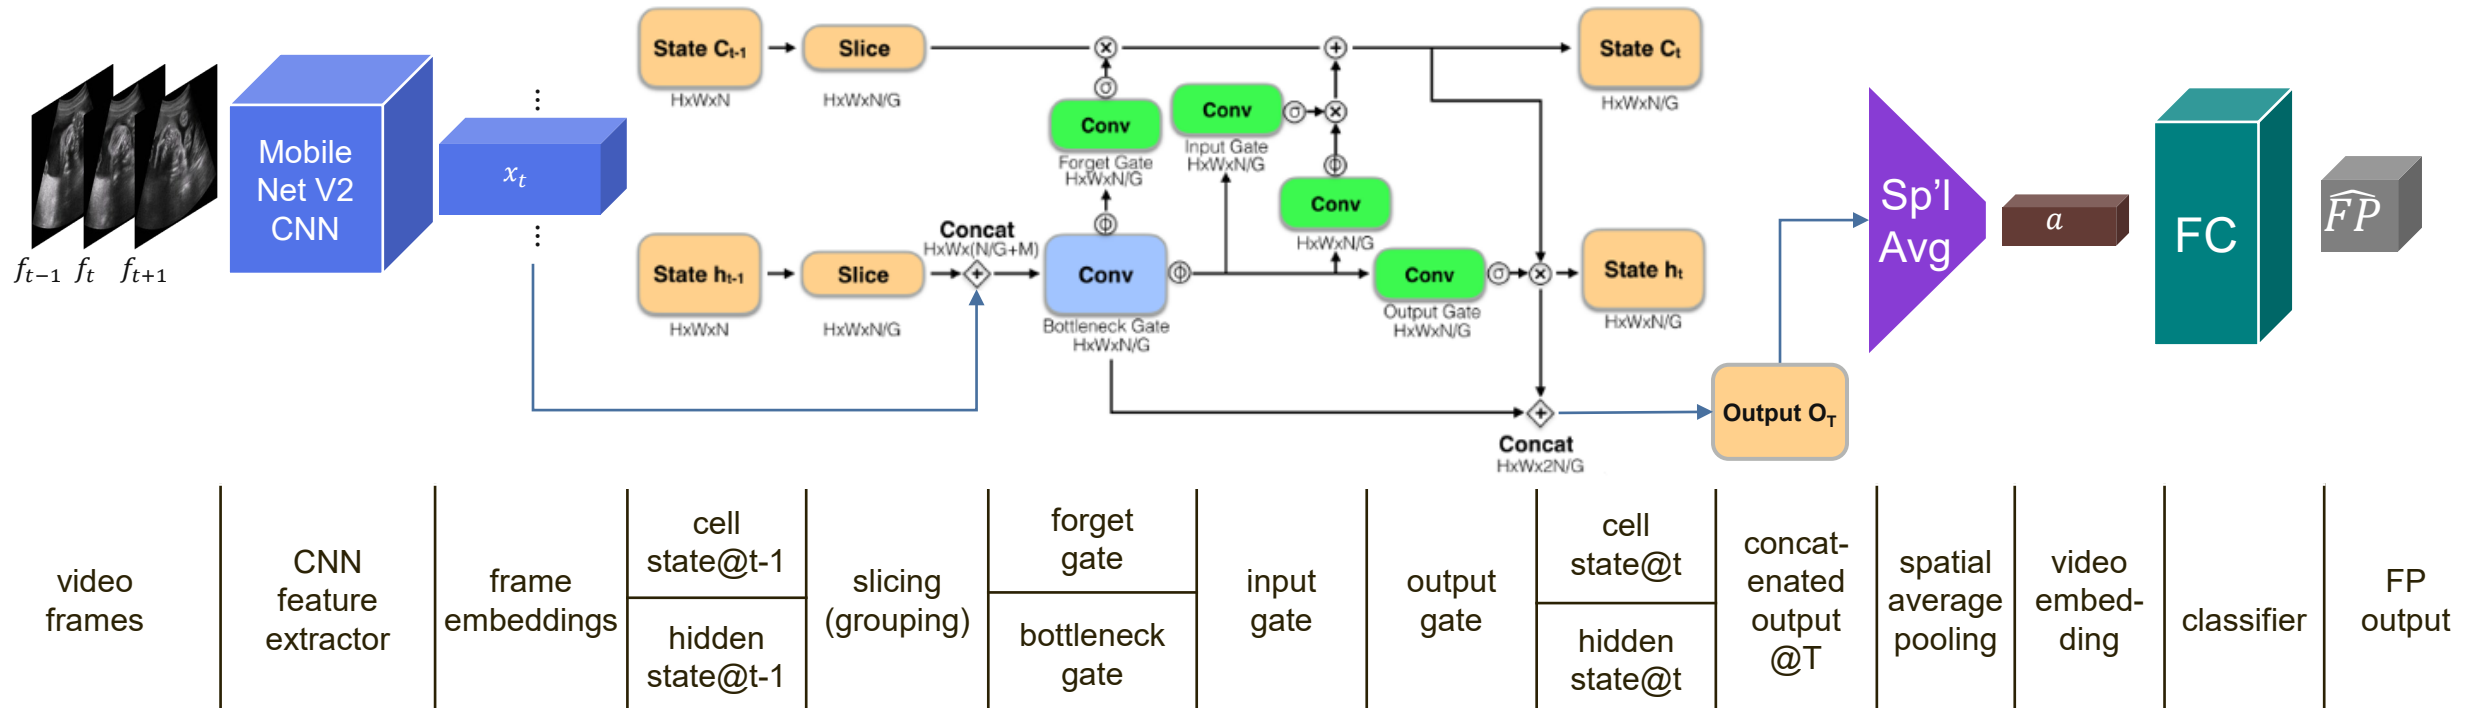 f_{t-1} f_t f_{t+1}
Mobile
Net V2
CNN
x_t
State C_{t-1}
HxWxN
Slice
HxWxN/G
State h_{t-1}
HxWxN
Slice
HxWxN/G
Concat
HxWx(N/G+M)
Conv
Forget Gate
HxWxN/G
Conv
Bottleneck Gate
HxWxN/G
Conv
Input Gate
HxWxN/G
Conv
HxWxN/G
Conv
Output Gate
HxWxN/G
State C_t
HxWxN/G
State h_t
HxWxN/G
Concat
HxWx2N/G
Output O_T
Sp'l
Avg
a
FC
\widehat{FP}
video
frames
CNN
feature
extractor
frame
embeddings
cell
state@t-1
hidden
state@t-1
slicing
(grouping)
forget
gate
bottleneck
gate
input
gate
output
gate
cell
state@t
hidden
state@t
concat-
enated
output
@T
spatial
average
pooling
video
embed-
ding
classifier
FP
output